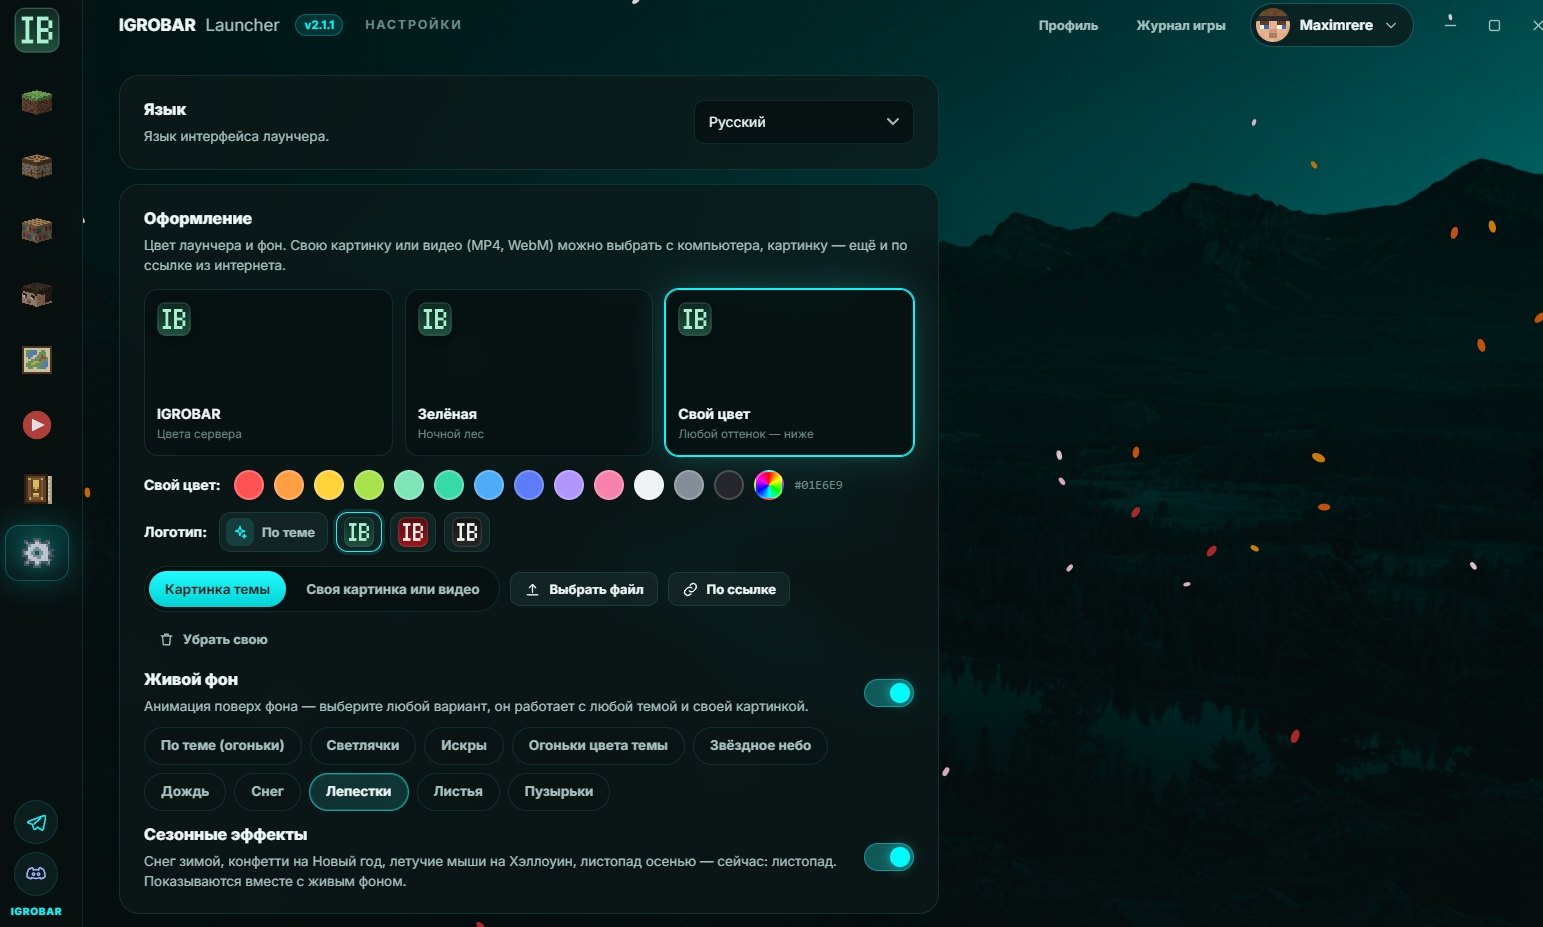 IB
IGROBAR Launcher v2.1.1 НАСТРОЙКИ
Профиль
Журнал игры
Maximrere
Язык
Язык интерфейса лаунчера.
Русский
Оформление
Цвет лаунчера и фон. Свою картинку или видео (MP4, WebM) можно выбрать с компьютера, картинку — ещё и по
ссылке из интернета.
IB
IGROBAR
Цвета сервера
IB
Зелёная
Ночной лес
IB
Свой цвет
Любой оттенок — ниже
Свой цвет:
#01E6E9
Логотип:
По теме
IB
IB
IB
Картинка темы
Своя картинка или видео
Выбрать файл
По ссылке
Убрать свою
Живой фон
Анимация поверх фона — выберите любой вариант, он работает с любой темой и своей картинкой.
По теме (огоньки)
Светлячки
Искры
Огоньки цвета темы
Звёздное небо
Дождь
Снег
Лепестки
Листья
Пузырьки
Сезонные эффекты
Снег зимой, конфетти на Новый год, летучие мыши на Хэллоуин, листопад осенью — сейчас: листопад.
Показываются вместе с живым фоном.
IGROBAR